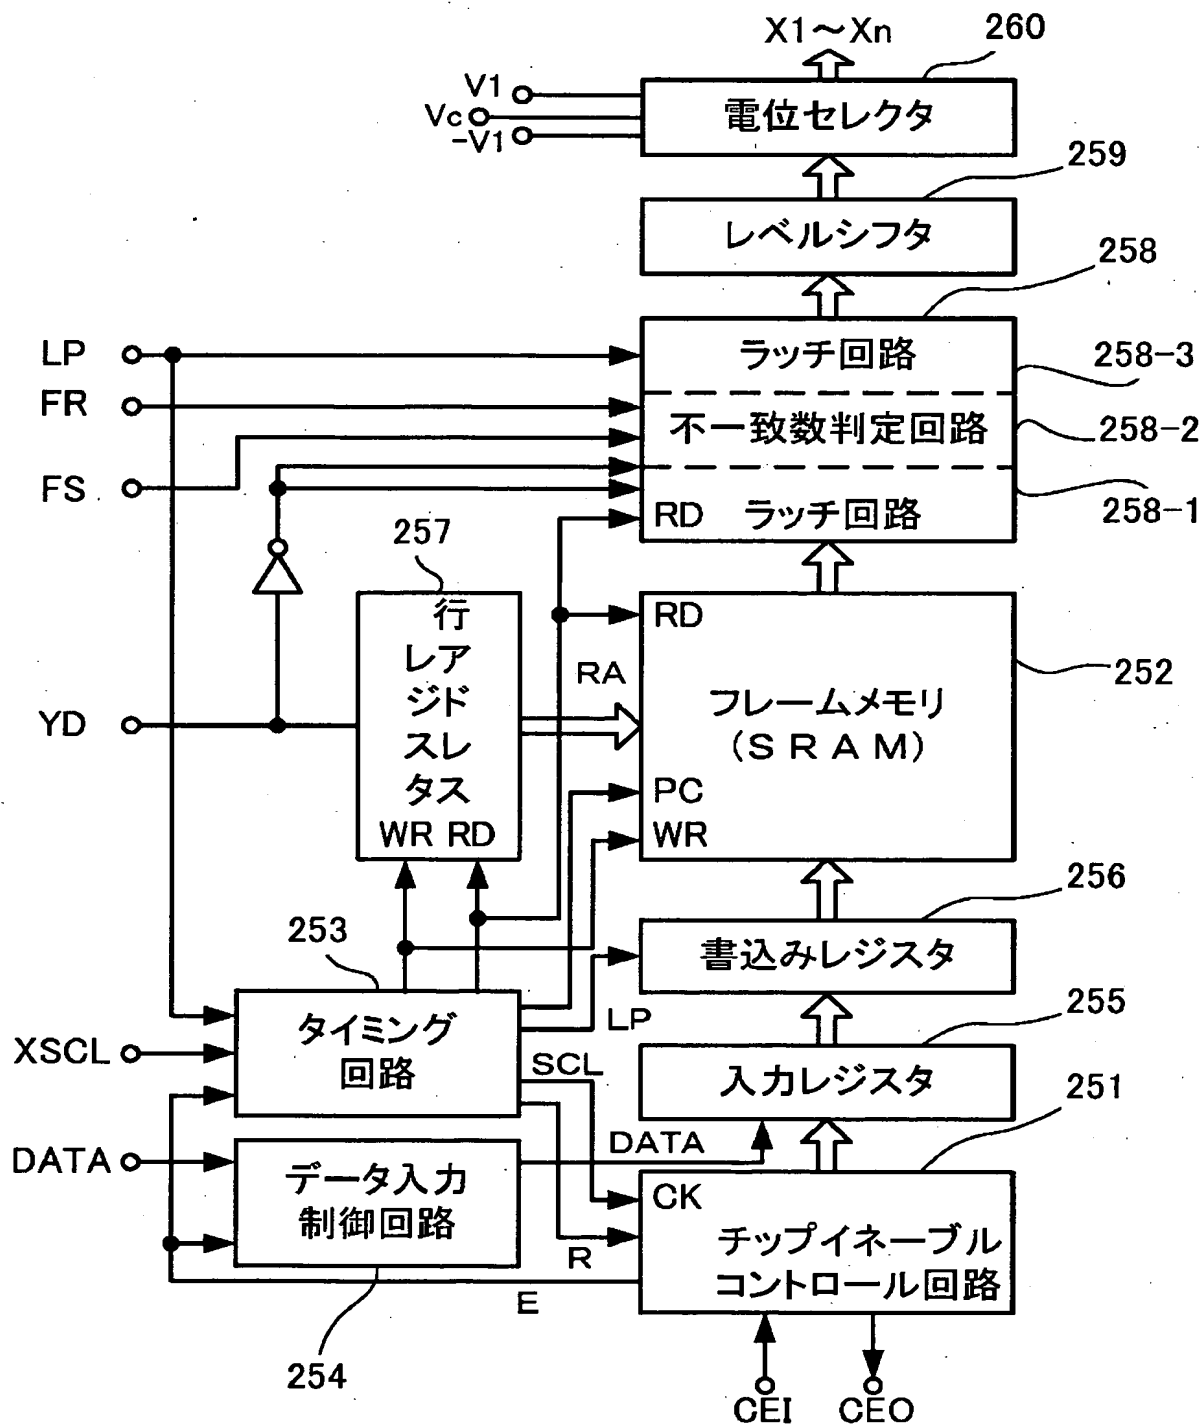 X1～Xn
260
V1
Vc
-V1
電位セレクタ
259
レベルシフタ
258
LP
ラッチ回路
258-3
FR
不一致数判定回路
258-2
FS
RD
ラッチ回路
258-1
257
行アドレス
レジスタ
WR RD
RA
RD
252
YD
フレームメモリ
(SRAM)
PC
WR
256
書込みレジスタ
253
LP
255
XSCL
タイミング
回路
SCL
入力レジスタ
251
DATA
データ入力
制御回路
DATA
CK
R
チップイネーブル
コントロール回路
E
254
CEI
CEO